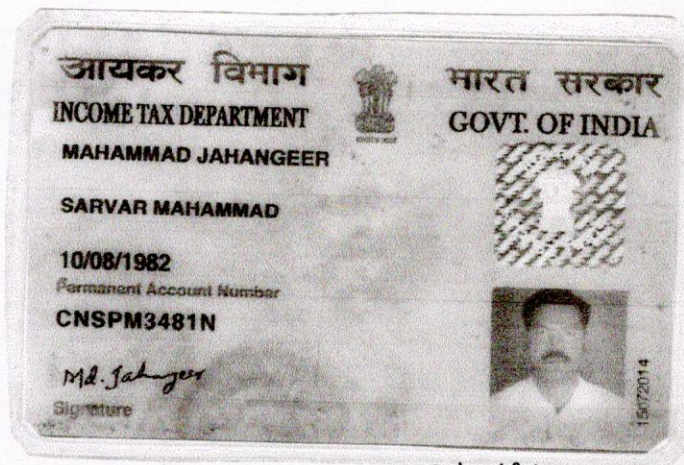 आयकर विभाग
भारत सरकार
INCOME TAX DEPARTMENT
GOVT. OF INDIA
MAHAMMAD JAHANGEER
SARVAR MAHAMMAD
10/08/1982
Permanent Account Number
CNSPM3481N
Md. Jahangeer
Signature
15072014